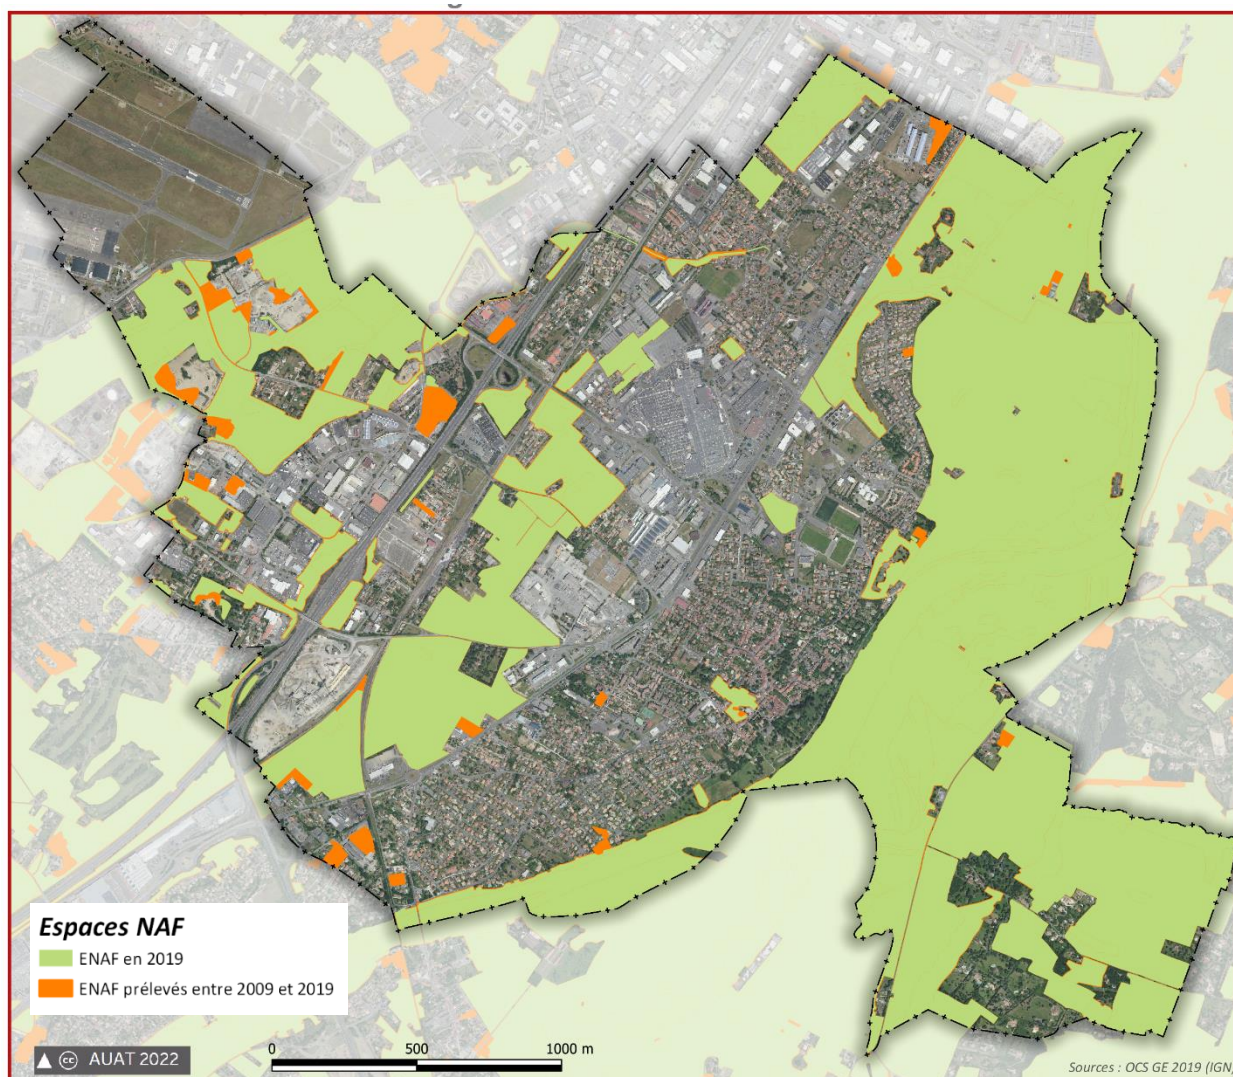 Espaces NAF
ENAF en 2019
ENAF prélevés entre 2009 et 2019
AUAT 2022
0 500 1000 m
Sources : OCS GE 2019 (IGN)